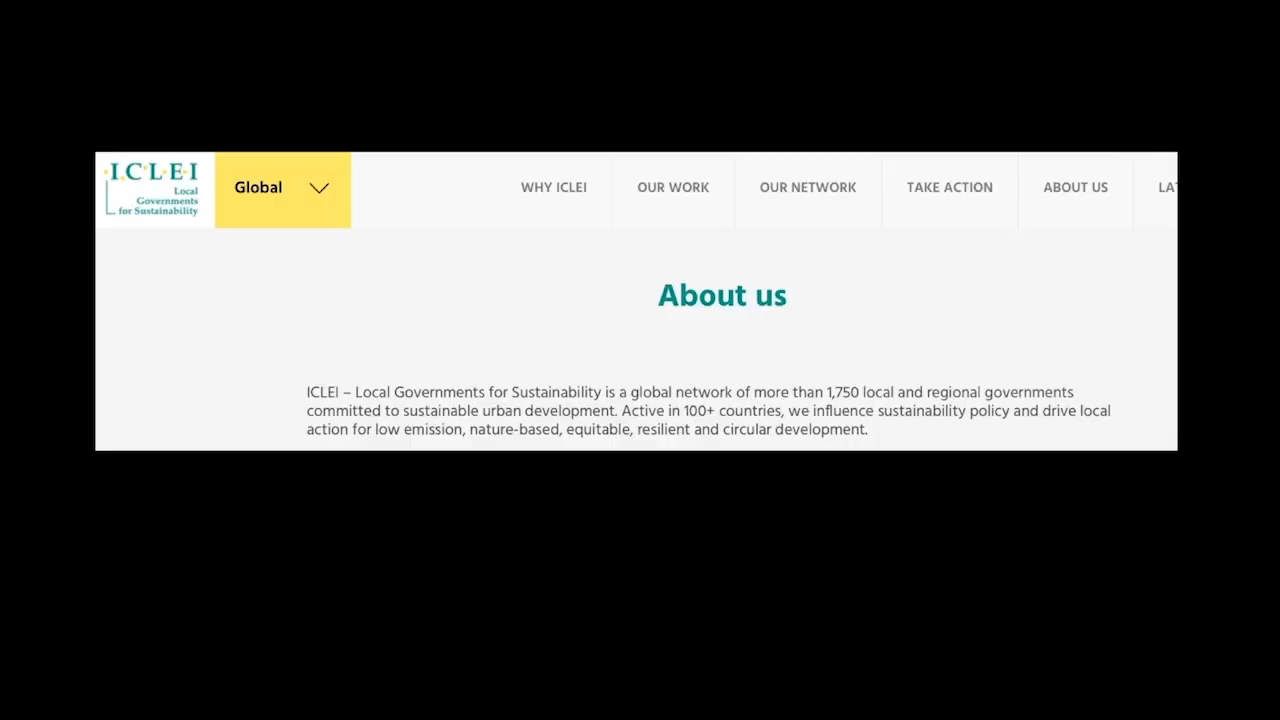 I·C·L·E·I
Local
Governments
for Sustainability
Global
WHY ICLEI
OUR WORK
OUR NETWORK
TAKE ACTION
ABOUT US
LAT
About us
ICLEI – Local Governments for Sustainability is a global network of more than 1,750 local and regional governments
committed to sustainable urban development. Active in 100+ countries, we influence sustainability policy and drive local
action for low emission, nature-based, equitable, resilient and circular development.